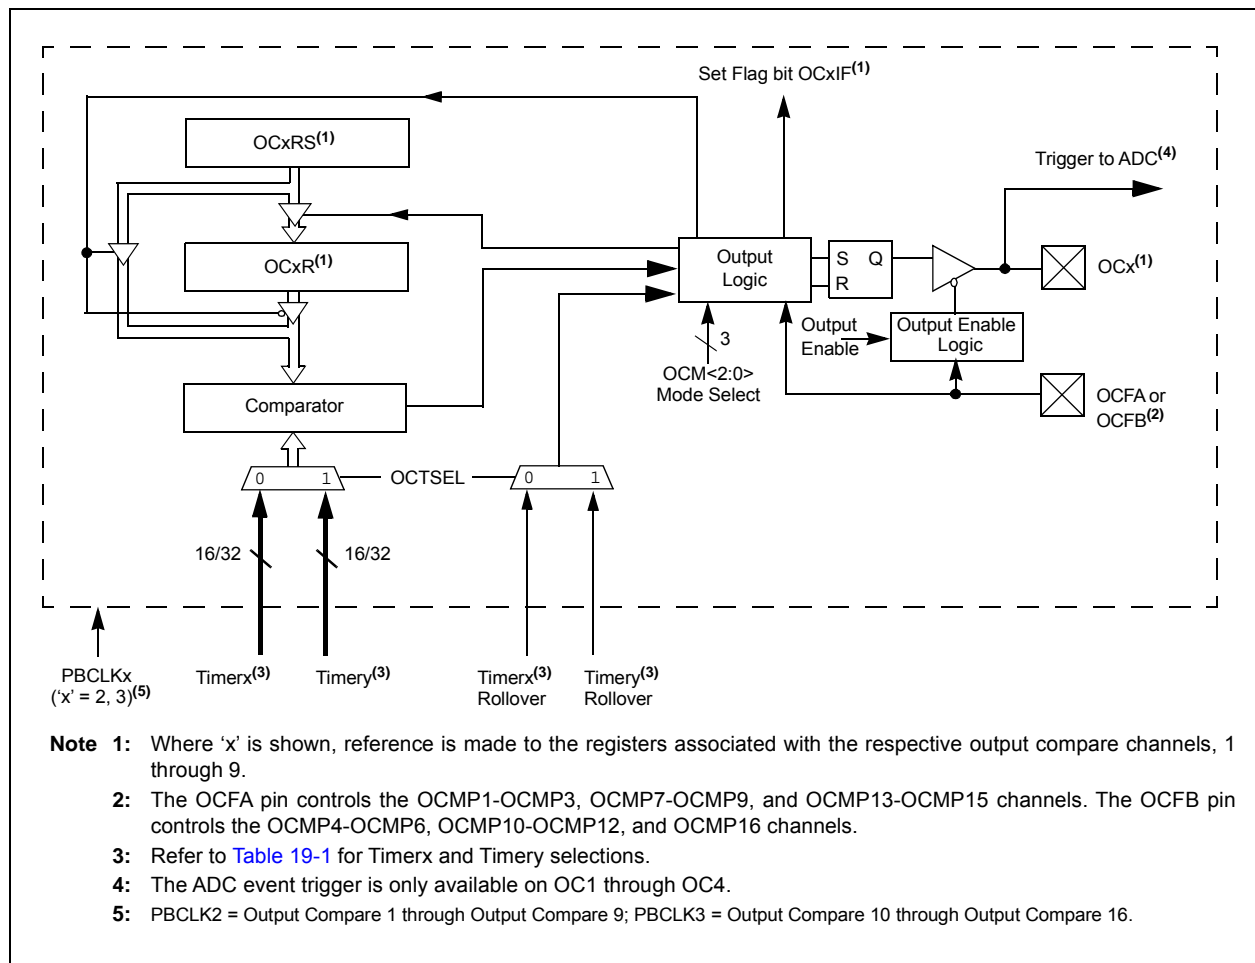 Set Flag bit OCxIF(1)
OCxRS(1)
Trigger to ADC(4)
OCxR(1)
Output
Logic
S Q
R
OCx(1)
3
Output
Enable
Output Enable
Logic
OCM<2:0>
Mode Select
OCFA or
OCFB(2)
Comparator
0 1
OCTSEL
0 1
16/32
16/32
PBCLKx
('x' = 2, 3)(5)
Timerx(3)
Timery(3)
Timerx(3)
Rollover
Timery(3)
Rollover
Note 1: Where 'x' is shown, reference is made to the registers associated with the respective output compare channels, 1
through 9.
2: The OCFA pin controls the OCMP1-OCMP3, OCMP7-OCMP9, and OCMP13-OCMP15 channels. The OCFB pin
controls the OCMP4-OCMP6, OCMP10-OCMP12, and OCMP16 channels.
3: Refer to Table 19-1 for Timerx and Timery selections.
4: The ADC event trigger is only available on OC1 through OC4.
5: PBCLK2 = Output Compare 1 through Output Compare 9; PBCLK3 = Output Compare 10 through Output Compare 16.